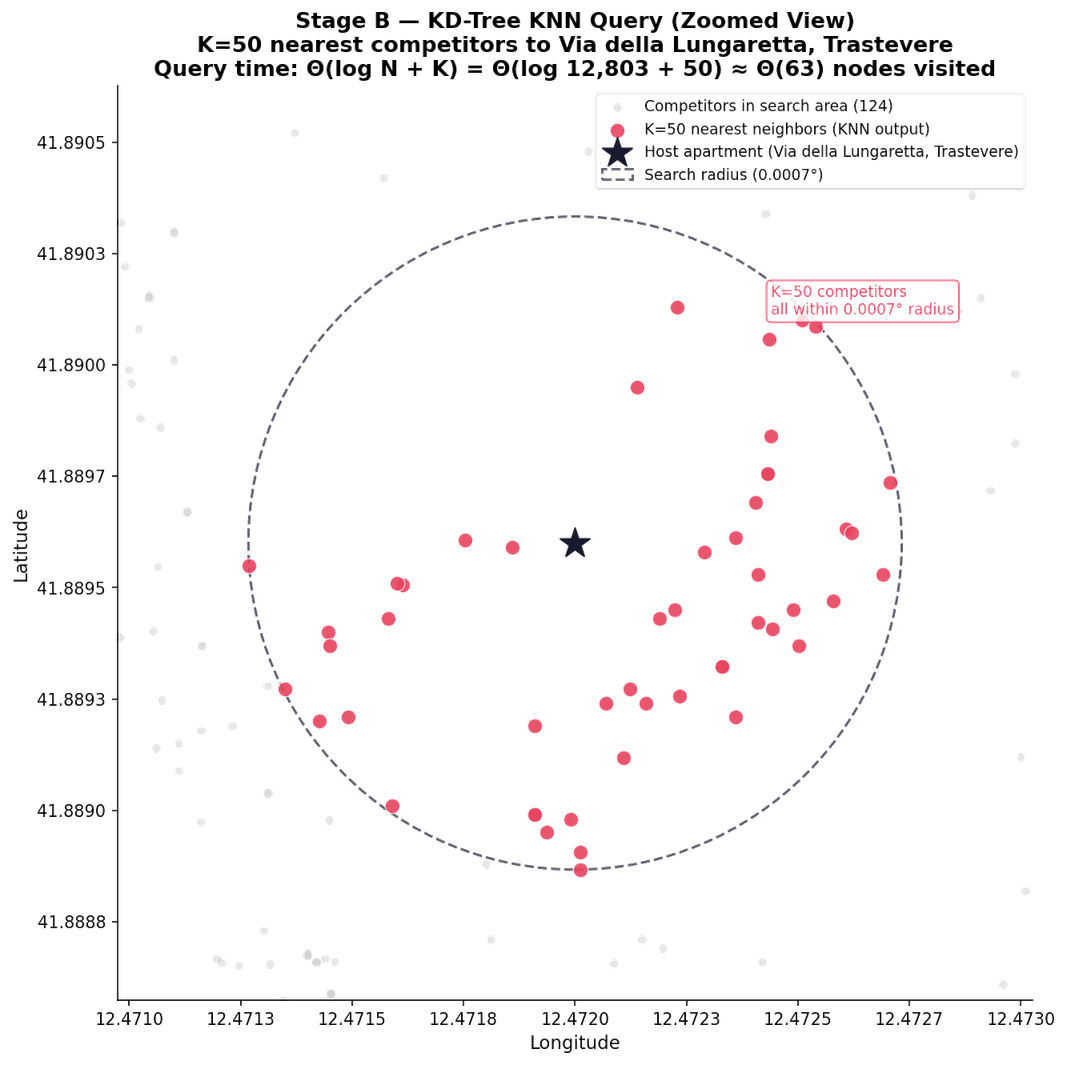 Stage B — KD-Tree KNN Query (Zoomed View)
K=50 nearest competitors to Via della Lungaretta, Trastevere
Query time: Θ(log N + K) = Θ(log 12,803 + 50) ≈ Θ(63) nodes visited
Competitors in search area (124)
K=50 nearest neighbors (KNN output)
Host apartment (Via della Lungaretta, Trastevere)
Search radius (0.0007°)
K=50 competitors
all within 0.0007° radius
Latitude
41.8905
41.8903
41.8900
41.8897
41.8895
41.8893
41.8890
41.8888
12.4710 12.4713 12.4715 12.4718 12.4720 12.4723 12.4725 12.4727 12.4730
Longitude